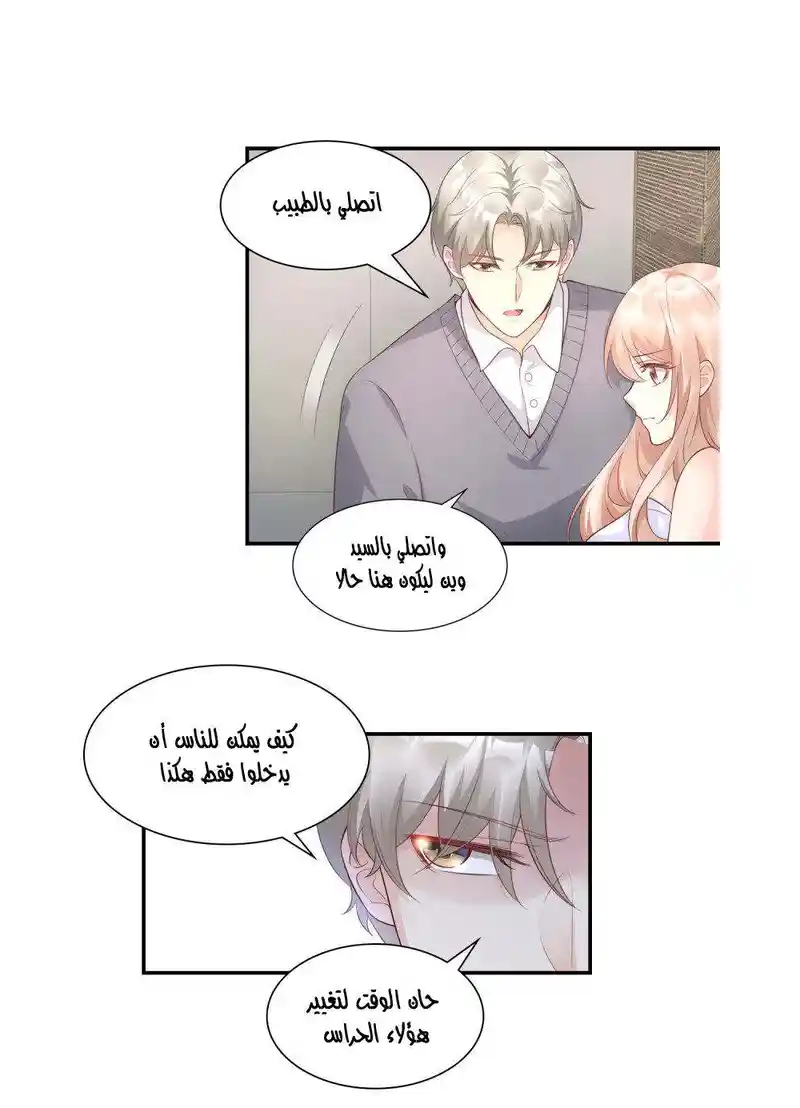 اتصلي بالطبيب
واتصلي بالسيد
وين ليكون هنا حالا
كيف يمكن للناس أن
يدخلوا فقط هكذا
حان الوقت لتغيير
هؤلاء الحراس